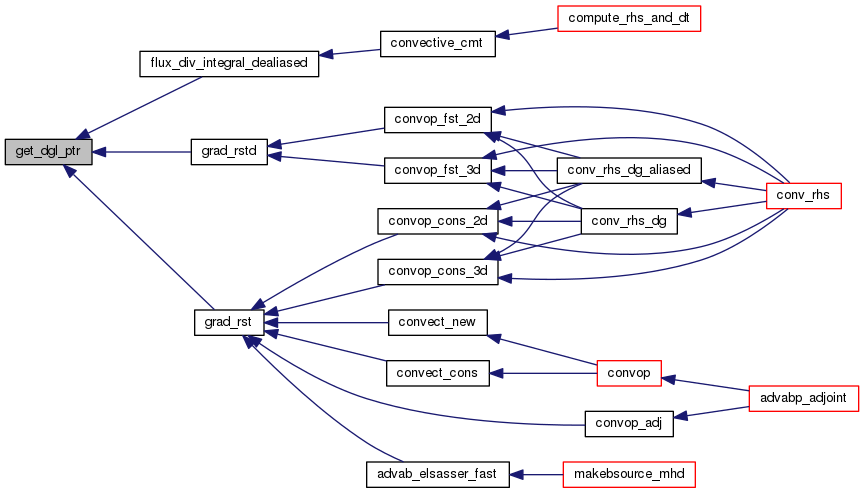 compute_rhs_and_dt
convective_cmt
flux_div_integral_dealiased
convop_fst_2d
get_dgl_ptr
grad_rstd
convop_fst_3d
conv_rhs_dg_aliased
conv_rhs
convop_cons_2d
conv_rhs_dg
convop_cons_3d
grad_rst
convect_new
convect_cons
convop
advabp_adjoint
convop_adj
advab_elsasser_fast
makebsource_mhd